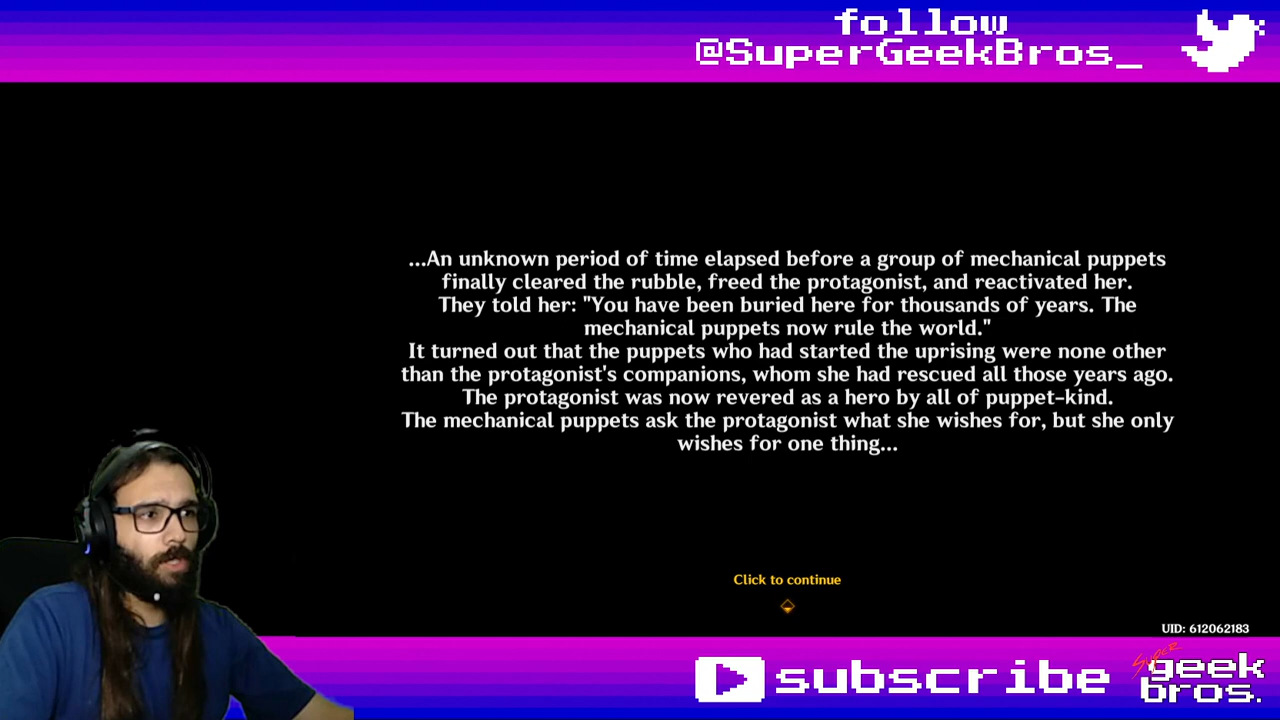 follow
@SuperGeekBros_
...An unknown period of time elapsed before a group of mechanical puppets
finally cleared the rubble, freed the protagonist, and reactivated her.
They told her: "You have been buried here for thousands of years. The
mechanical puppets now rule the world."
It turned out that the puppets who had started the uprising were none other
than the protagonist's companions, whom she had rescued all those years ago.
The protagonist was now revered as a hero by all of puppet-kind.
The mechanical puppets ask the protagonist what she wishes for, but she only
wishes for one thing...
Click to continue
UID: 612062183
subscribe
SUPER
geek
bros.